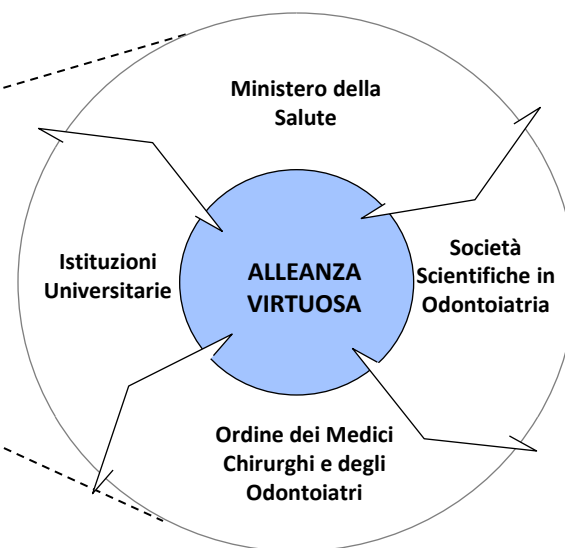 Ministero della
Salute
Istituzioni
Universitarie
ALLEANZA
VIRTUOSA
Società
Scientifiche in
Odontoiatria
Ordine dei Medici
Chirurghi e degli
Odontoiatri